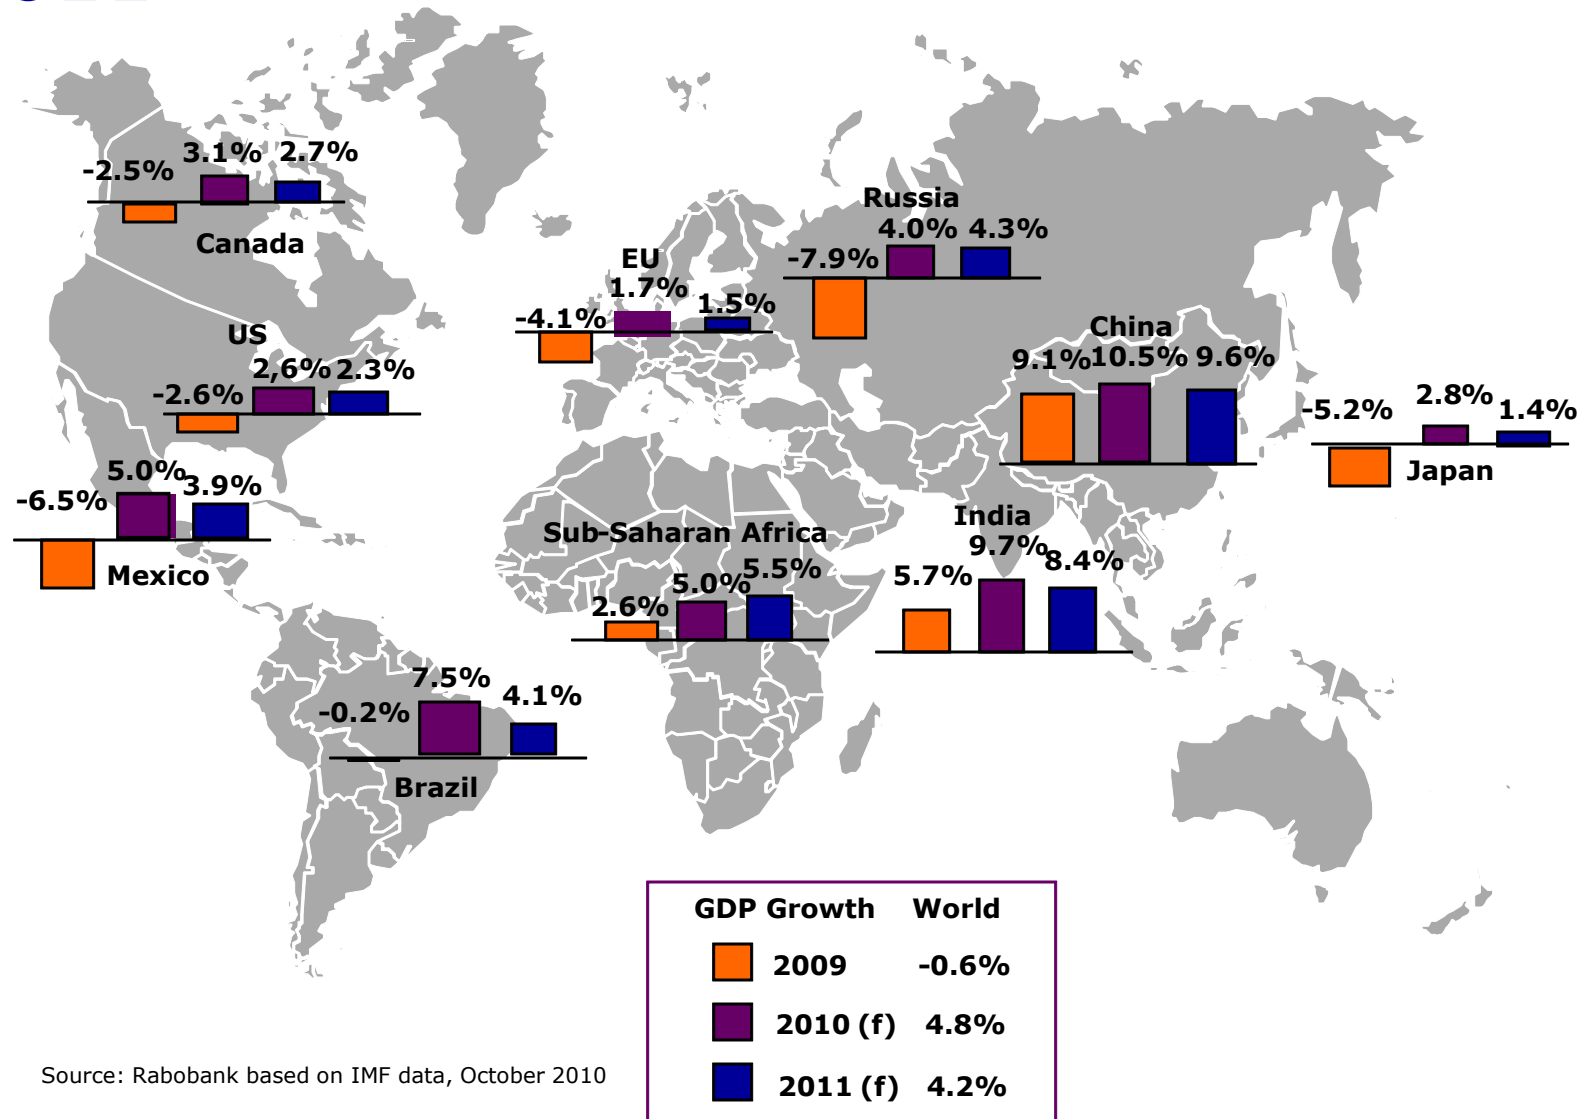 -2.5%
3.1%
2.7%
Canada
US
-2.6%
2,6%
2.3%
-6.5%
5.0%
3.9%
Mexico
-0.2%
7.5%
4.1%
Brazil
EU
-4.1%
1.7%
1.5%
Russia
-7.9%
4.0%
4.3%
China
9.1%
10.5%
9.6%
-5.2%
2.8%
1.4%
Japan
Sub-Saharan Africa
2.6%
5.0%
5.5%
India
5.7%
9.7%
8.4%
GDP Growth World
2009 -0.6%
2010 (f) 4.8%
2011 (f) 4.2%
Source: Rabobank based on IMF data, October 2010